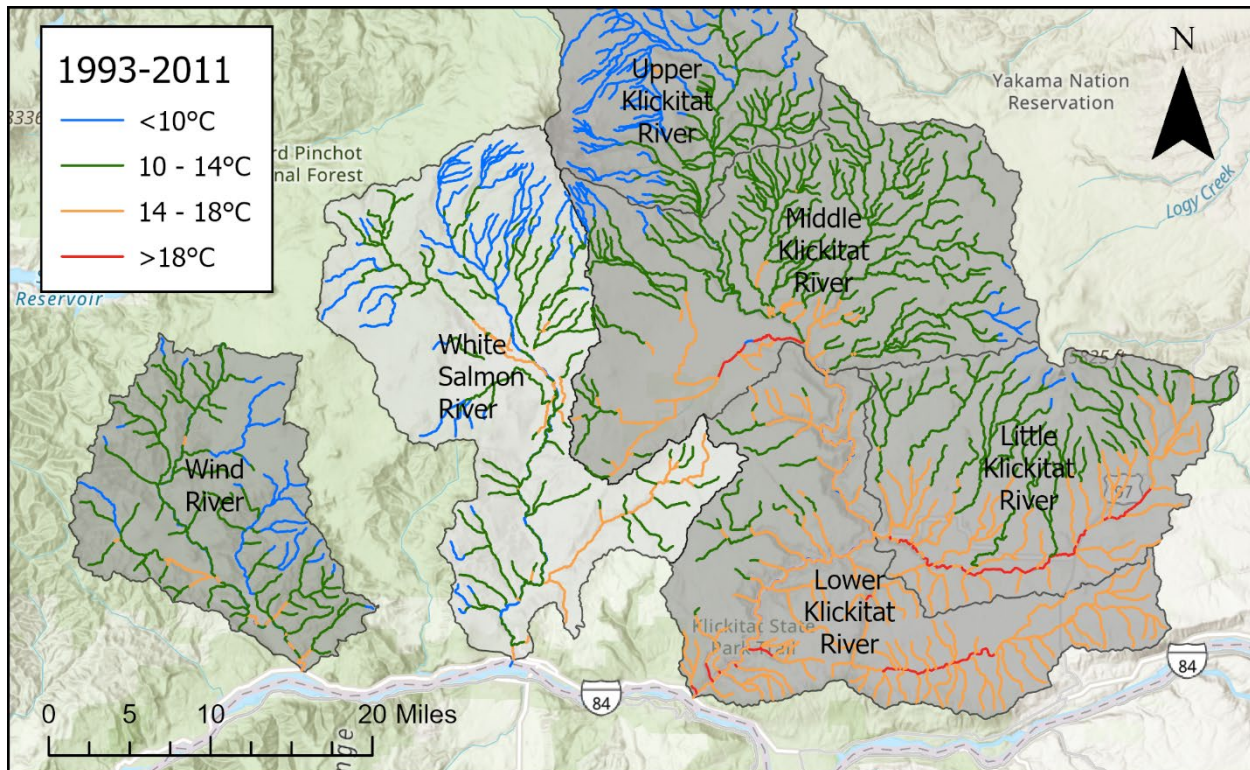 1993-2011
<10°C
10 - 14°C
14 - 18°C
>18°C
N
Yakama Nation
Reservation
Logy Creek
rd Pinchot
nal Forest
Reservoir
Upper
Klickitat
River
Middle
Klickitat
River
White
Salmon
River
Wind
River
Little
Klickitat
River
97
Lower
Klickitat
River
Klickitat State
Park Trail
84
84
0 5 10 20 Miles